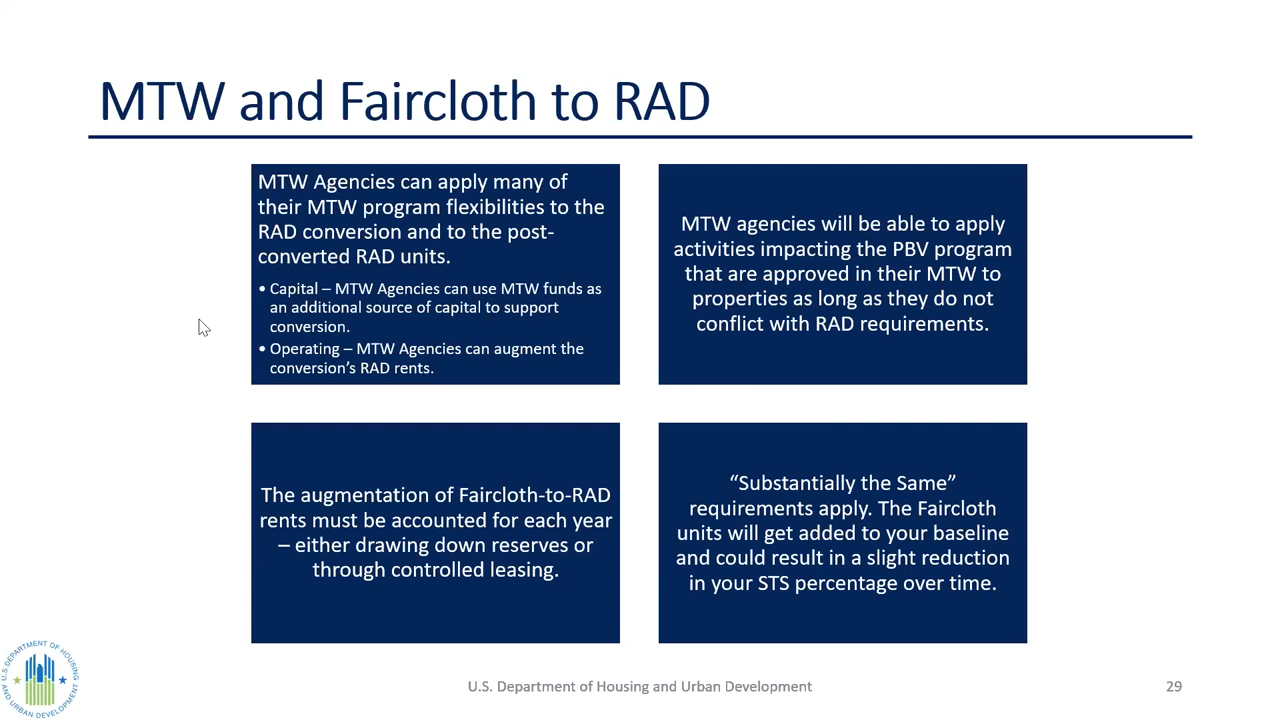 MTW and Faircloth to RAD
MTW Agencies can apply many of
their MTW program flexibilities to the
RAD conversion and to the post-
converted RAD units.
• Capital – MTW Agencies can use MTW funds as
an additional source of capital to support
conversion.
• Operating – MTW Agencies can augment the
conversion's RAD rents.
MTW agencies will be able to apply
activities impacting the PBV program
that are approved in their MTW to
properties as long as they do not
conflict with RAD requirements.
The augmentation of Faircloth-to-RAD
rents must be accounted for each year
– either drawing down reserves or
through controlled leasing.
“Substantially the Same”
requirements apply. The Faircloth
units will get added to your baseline
and could result in a slight reduction
in your STS percentage over time.
U.S. DEPARTMENT OF HOUSING
AND URBAN DEVELOPMENT
U.S. Department of Housing and Urban Development
29